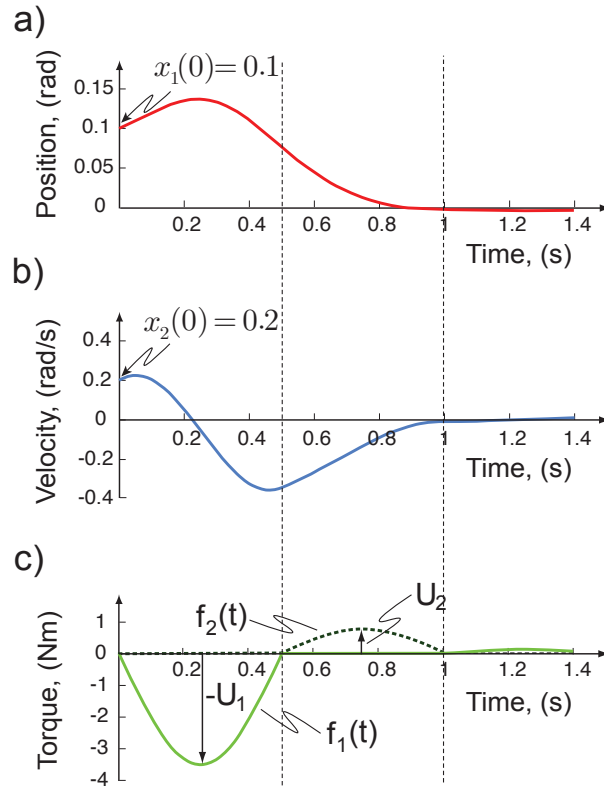 a)
Position, (rad)
x₁(0)=0.1
0.15
0.1
0.05
0
0.2 0.4 0.6 0.8 1 1.2 1.4
Time, (s)
b)
Velocity, (rad/s)
x₂(0)=0.2
0.4
0.2
0
-0.2
-0.4
0.2 0.4 0.6 0.8 1 1.2 1.4
Time, (s)
c)
Torque, (Nm)
f₂(t) U₂
1
0
-1
-2
-3
-4
0.2 0.4 0.6 0.8 1 1.2 1.4
-U₁
Time, (s)
f₁(t)